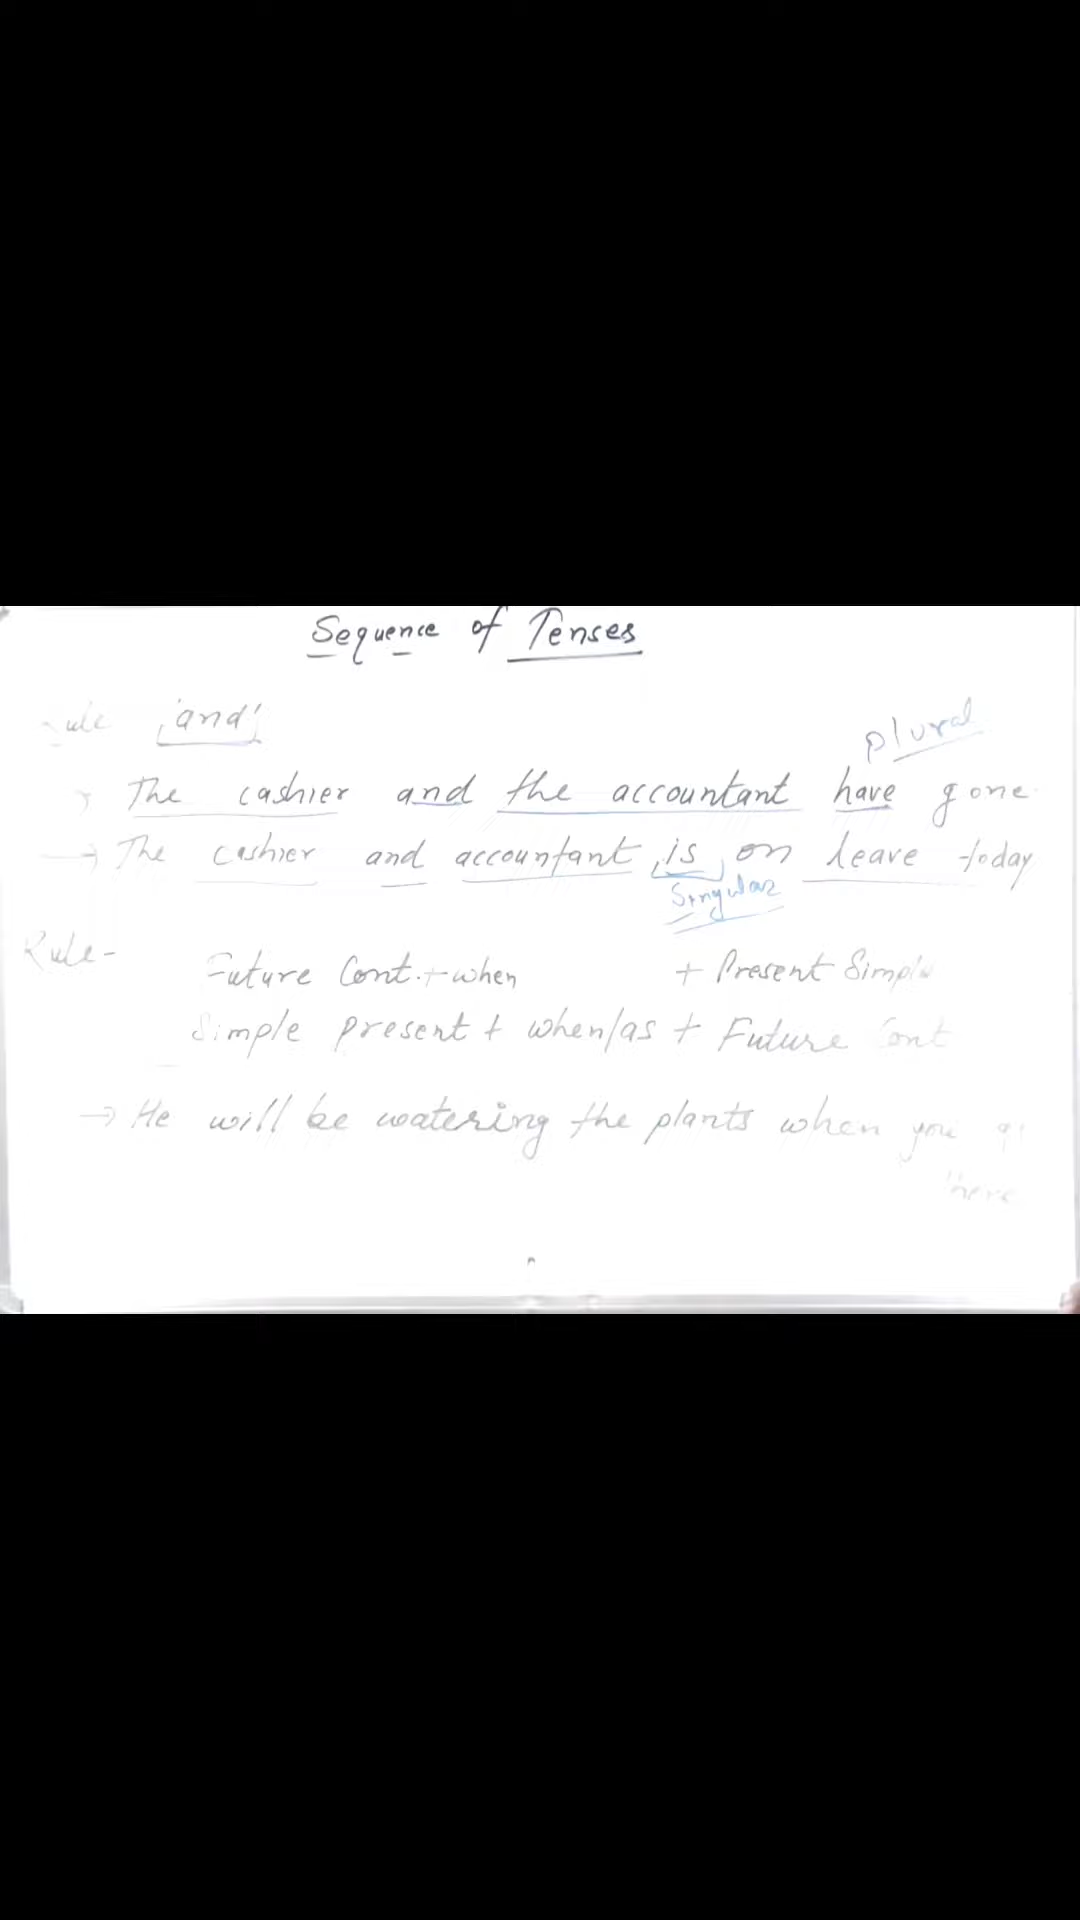 Sequence of Tenses
Rule 'and'
plural
The cashier and the accountant have gone.
→ The cashier and accountant is on leave today
Singular
Rule-
Future Cont. + when + Present Simple
Simple present + when/as + Future Cont
→ He will be watering the plants when you
there